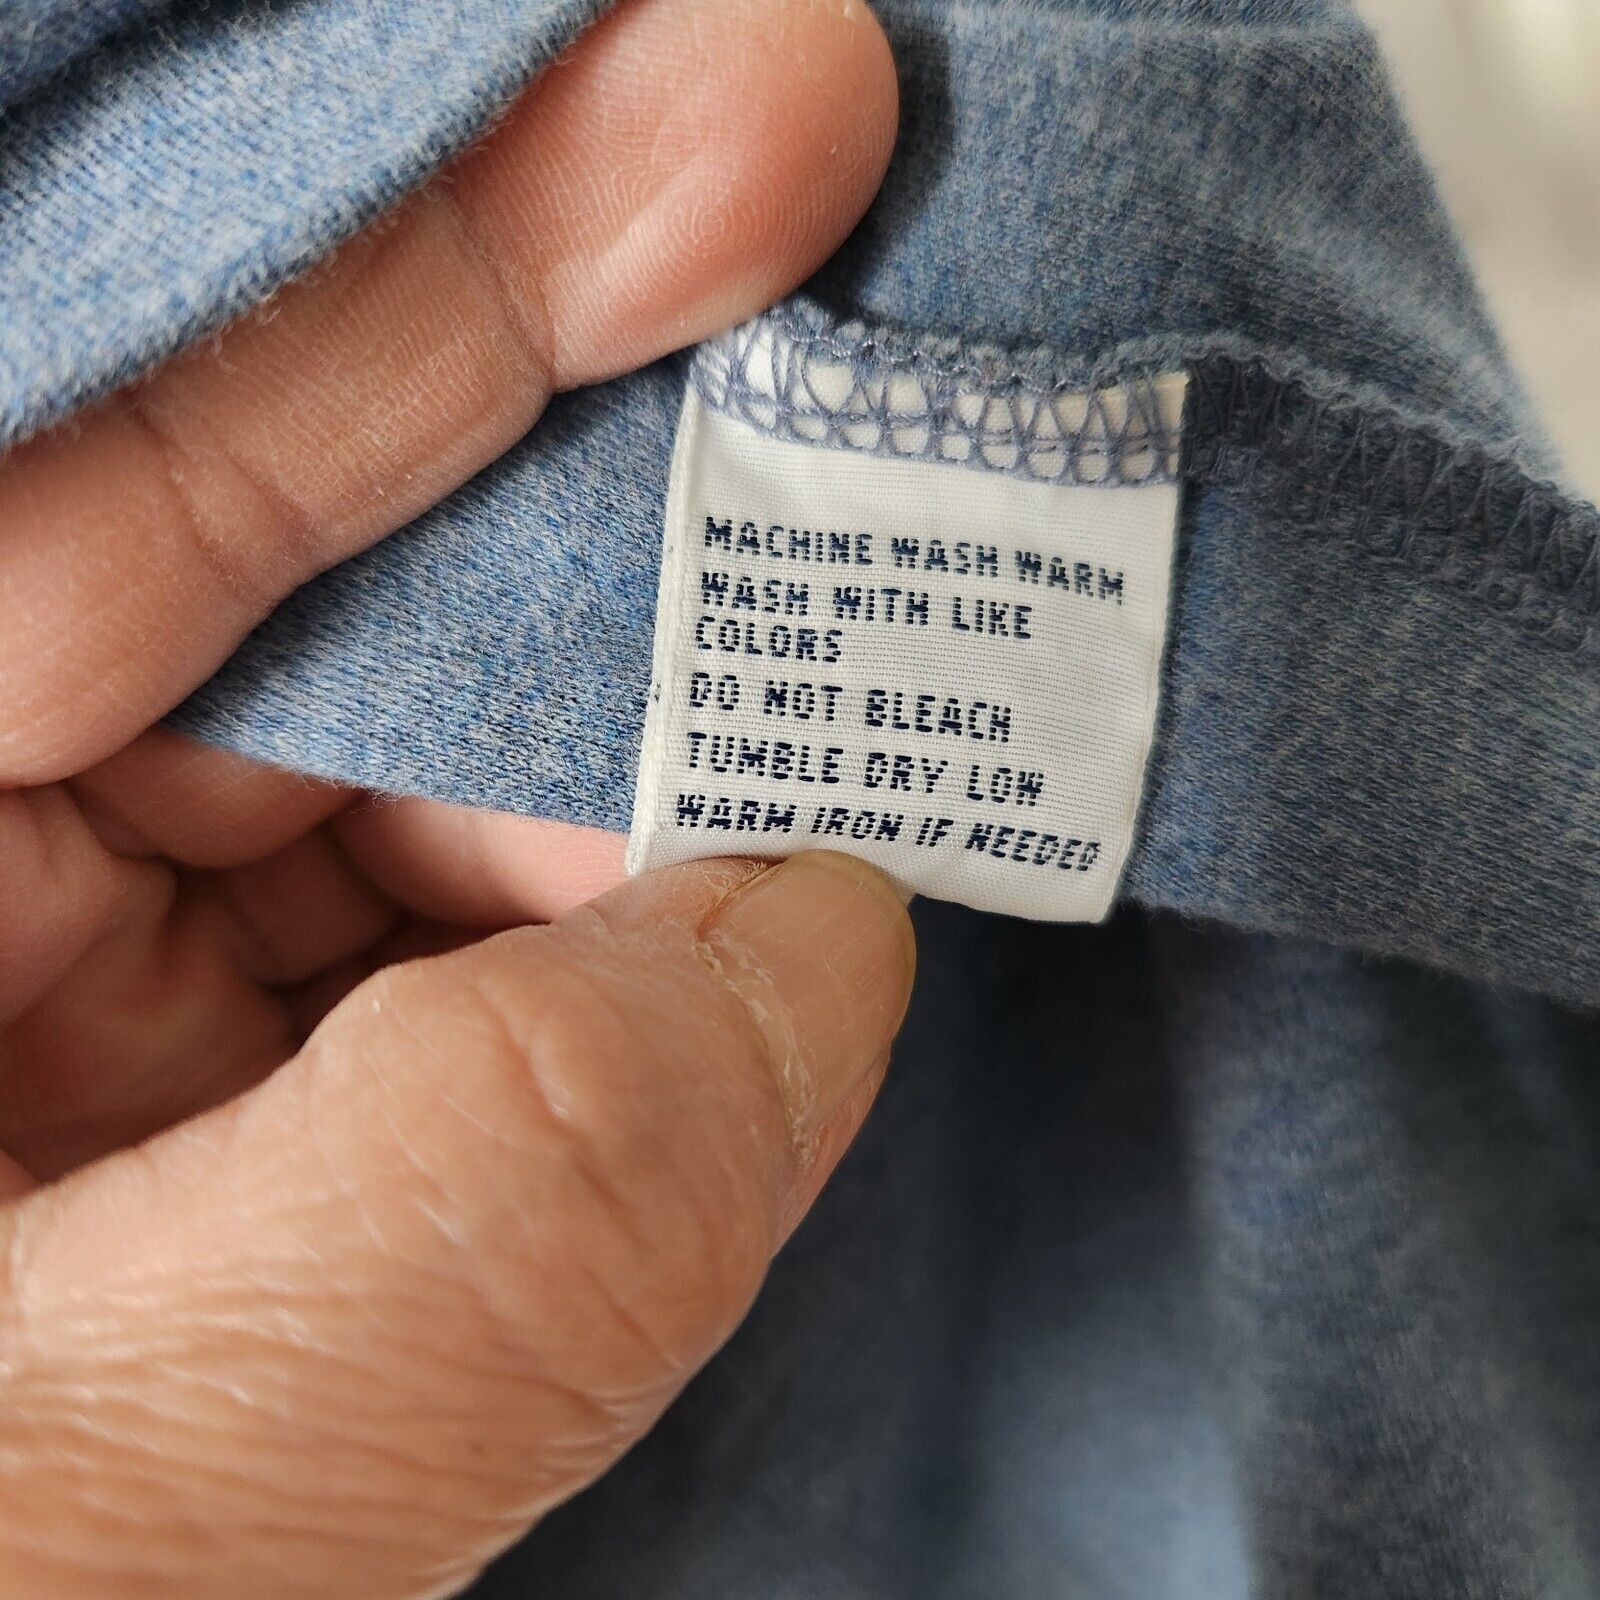 MACHINE WASH WARM
WASH WITH LIKE
COLORS
DO NOT BLEACH
TUMBLE DRY LOW
WARM IRON IF NEEDED